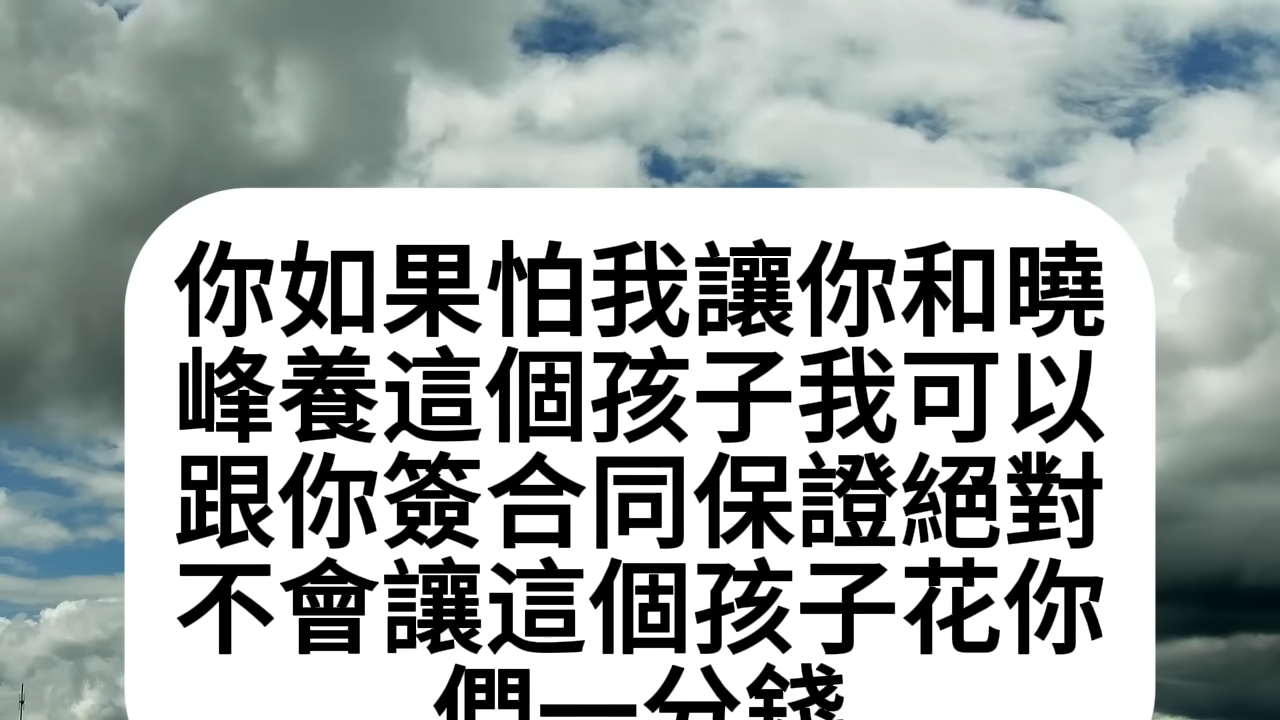 你如果怕我讓你和曉
峰養這個孩子我可以
跟你簽合同保證絕對
不會讓這個孩子花你
們一分錢